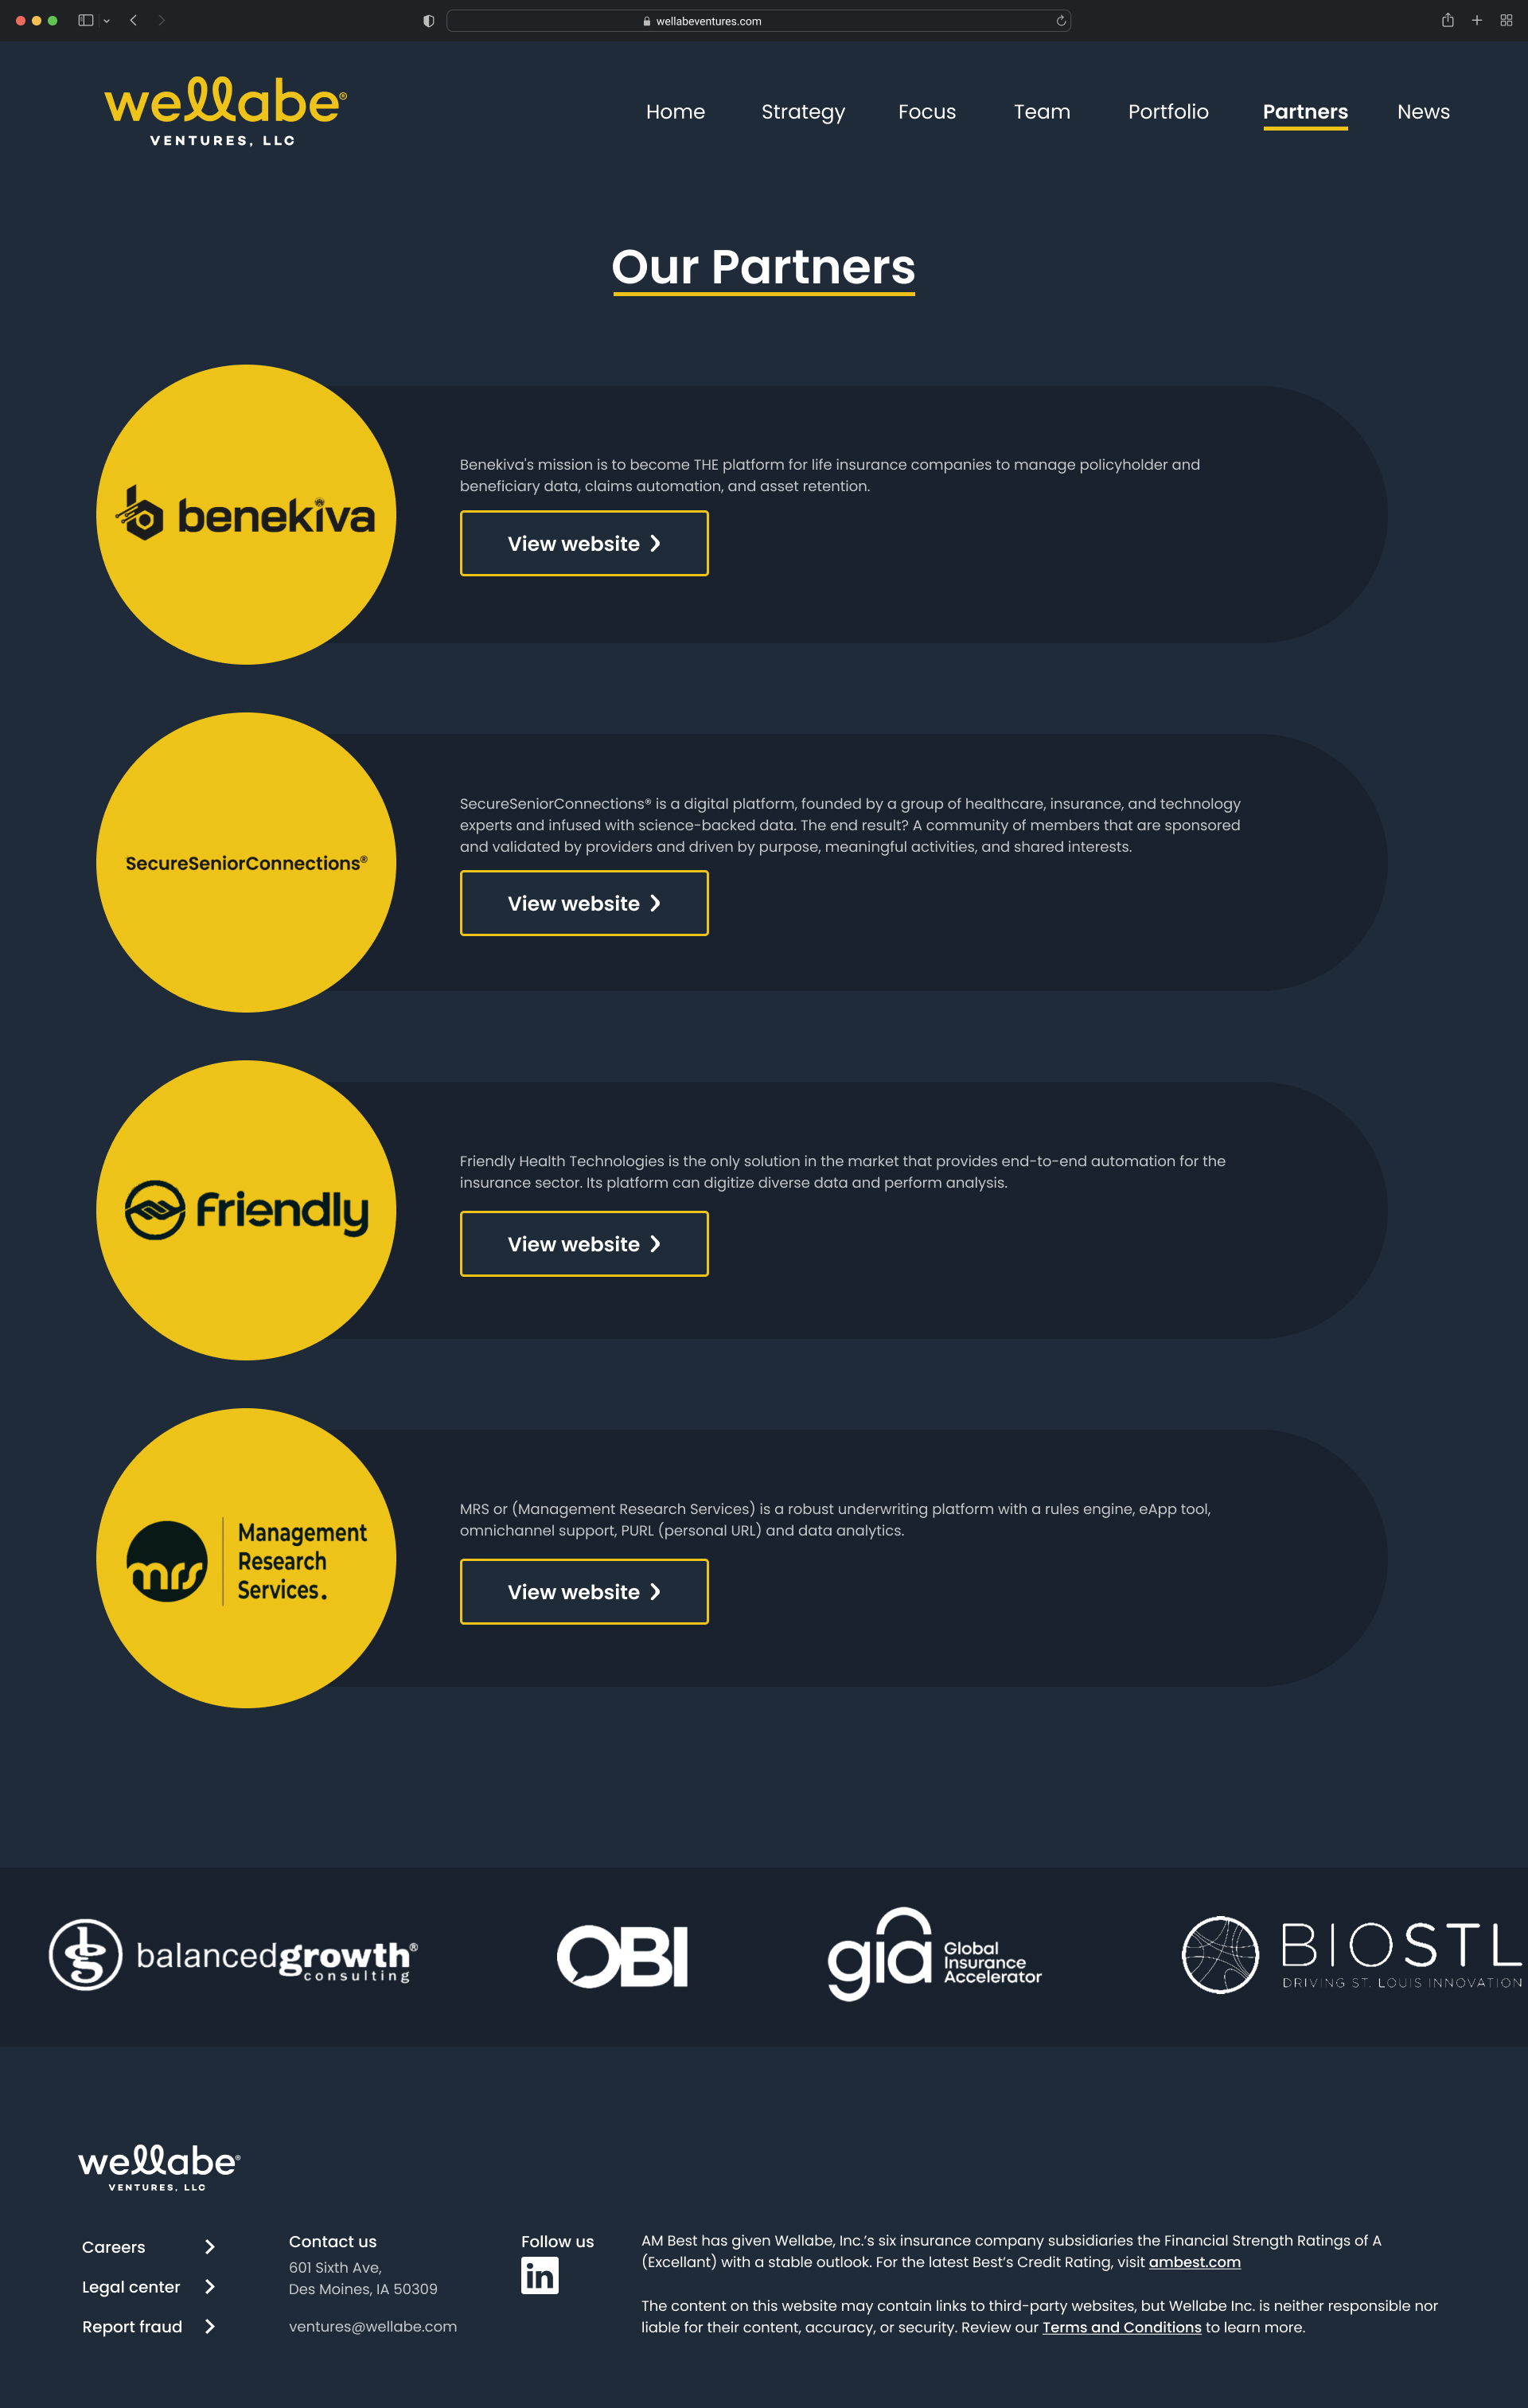 wellabeventures.com
wellabe®
VENTURES, LLC
Home Strategy Focus Team Portfolio Partners News
Our Partners
benekiva
Benekiva's mission is to become THE platform for life insurance companies to manage policyholder and
beneficiary data, claims automation, and asset retention.
View website
SecureSeniorConnections®
SecureSeniorConnections® is a digital platform, founded by a group of healthcare, insurance, and technology
experts and infused with science-backed data. The end result? A community of members that are sponsored
and validated by providers and driven by purpose, meaningful activities, and shared interests.
View website
friendly
Friendly Health Technologies is the only solution in the market that provides end-to-end automation for the
insurance sector. Its platform can digitize diverse data and perform analysis.
View website
mrs
Management
Research
Services.
MRS or (Management Research Services) is a robust underwriting platform with a rules engine, eApp tool,
omnichannel support, PURL (personal URL) and data analytics.
View website
balancedgrowth®
consulting
OBI
gia
Global
Insurance
Accelerator
BIOSTL
DRIVING ST. LOUIS INNOVATION
wellabe®
VENTURES, LLC
Careers
Legal center
Report fraud
Contact us
601 Sixth Ave,
Des Moines, IA 50309
ventures@wellabe.com
Follow us
in
AM Best has given Wellabe, Inc.’s six insurance company subsidiaries the Financial Strength Ratings of A
(Excellant) with a stable outlook. For the latest Best’s Credit Rating, visit ambest.com
The content on this website may contain links to third-party websites, but Wellabe Inc. is neither responsible nor
liable for their content, accuracy, or security. Review our Terms and Conditions to learn more.